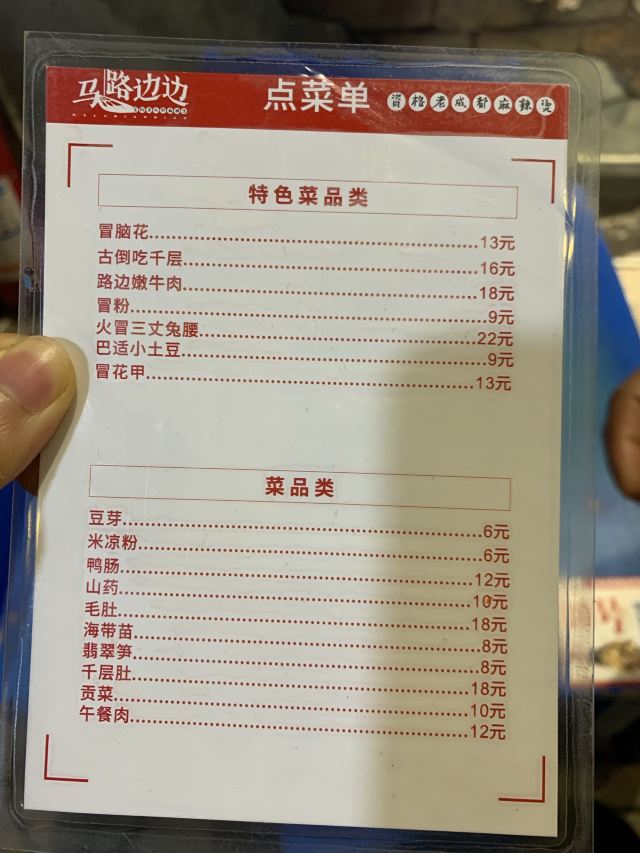 马路边边 点菜单 资格老成都麻辣烫
特色菜品类
冒脑花 13元
古倒吃千层 16元
路边嫩牛肉 18元
冒粉 9元
火冒三丈兔腰 22元
巴适小土豆 9元
冒花甲 13元
菜品类
豆芽 6元
米凉粉 6元
鸭肠 12元
山药 10元
毛肚 18元
海带苗 8元
翡翠笋 8元
千层肚 18元
贡菜 10元
午餐肉 12元